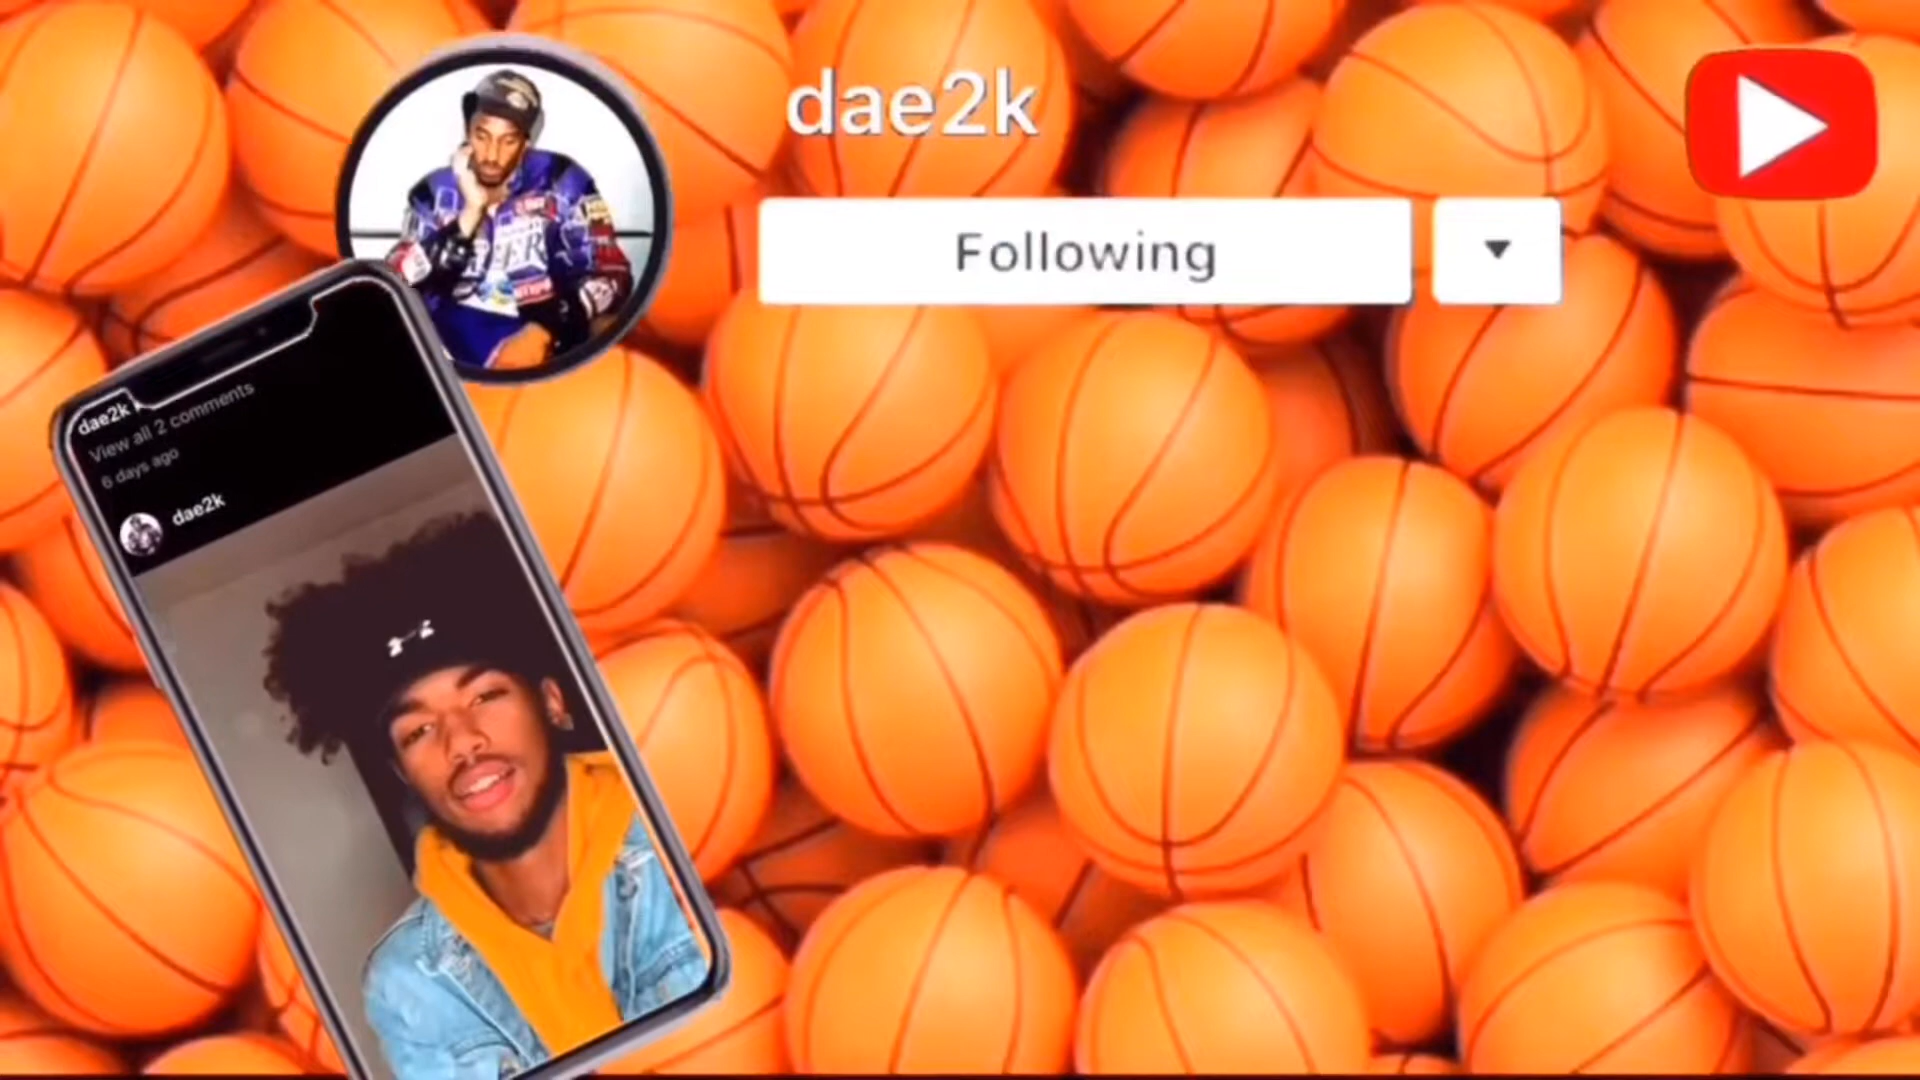 dae2k
Following
dae2k
View all 2 comments
6 days ago
dae2k